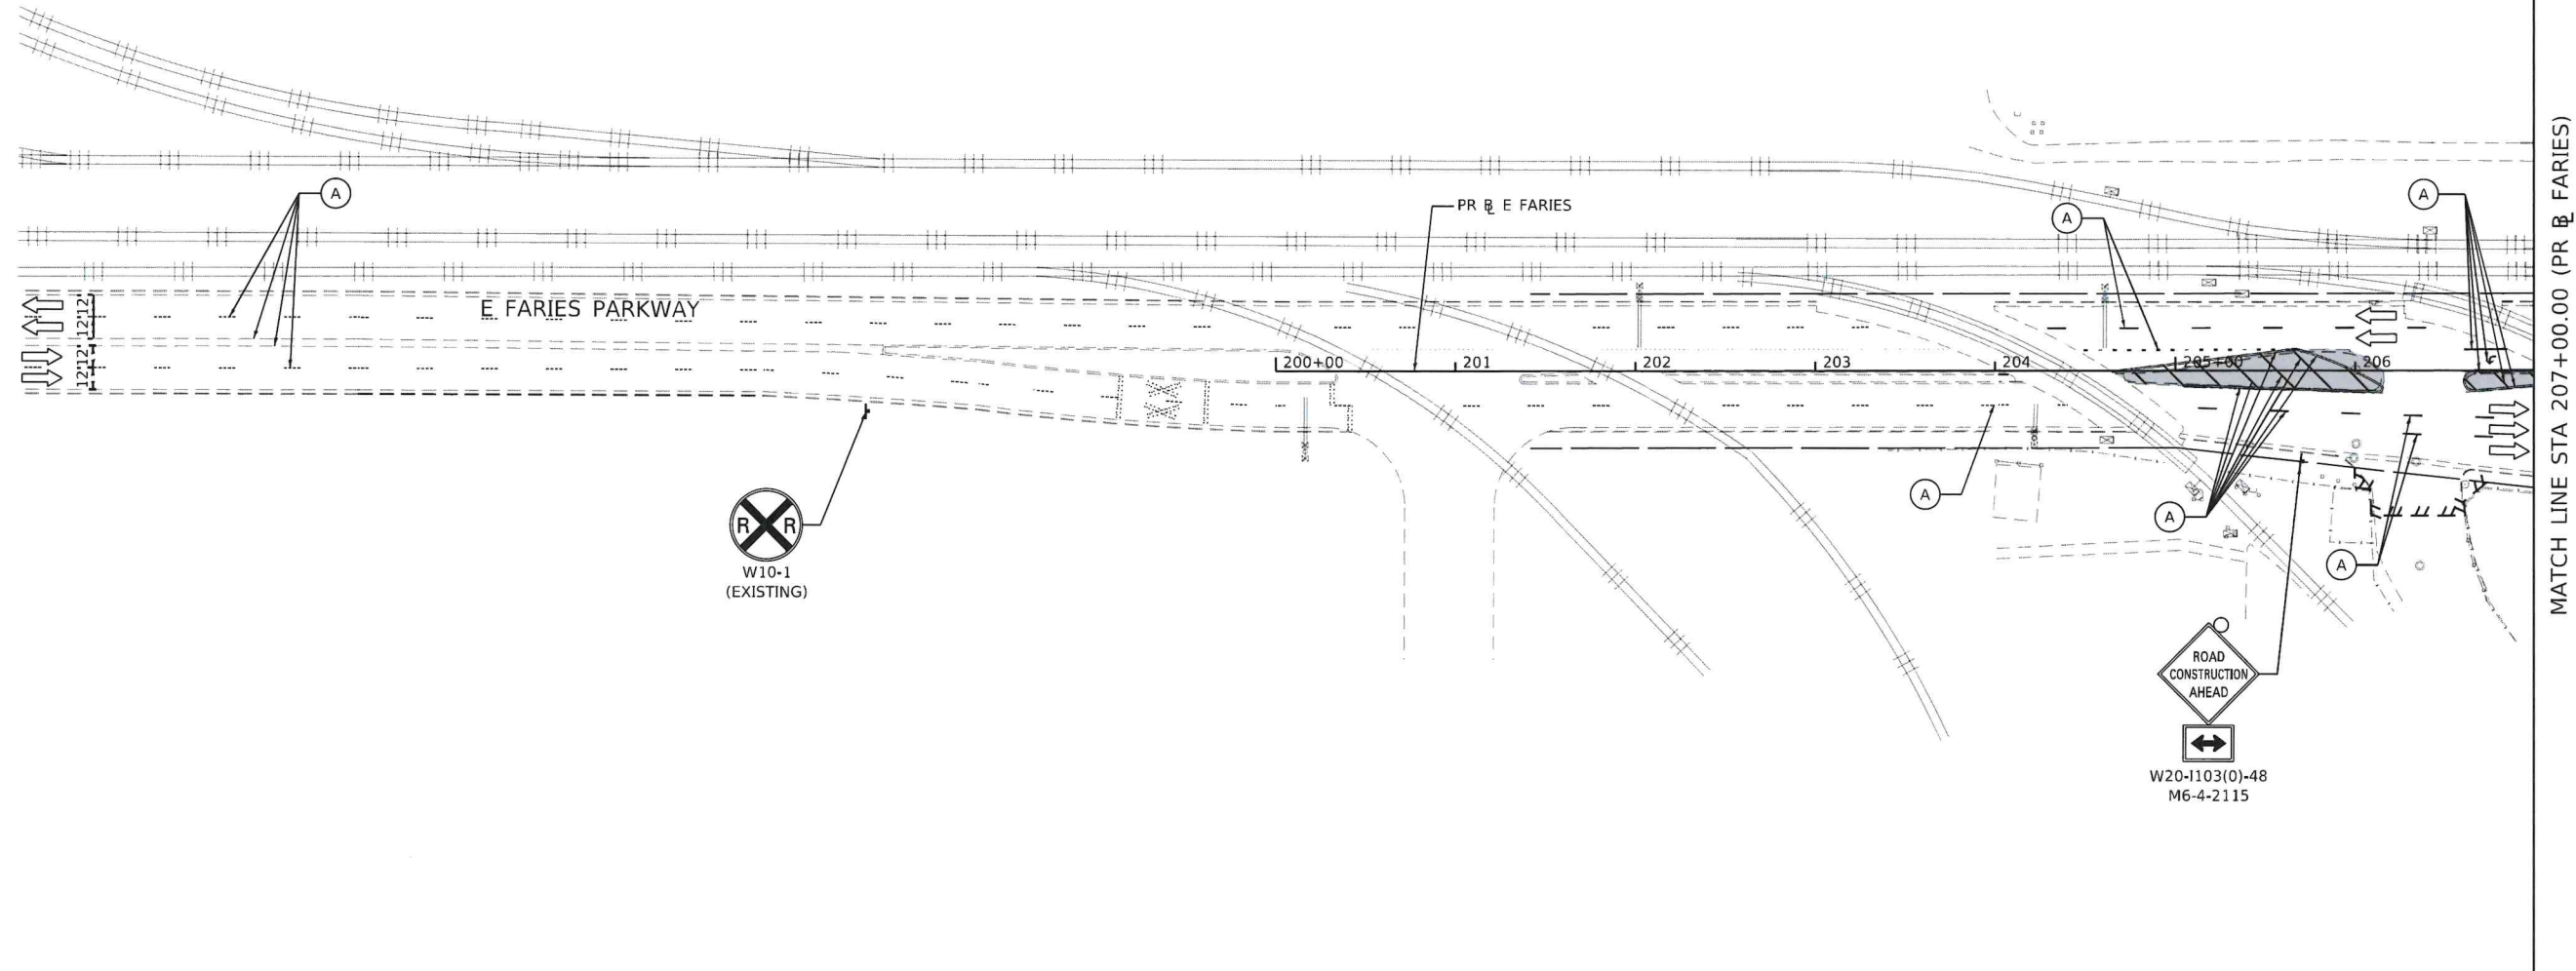 A
PR BL E FARIES
A
A
E FARIES PARKWAY
12' 12'
12' 12'
200+00
201
202
203
204
205+00
206
A
A
A
R R
W10-1
(EXISTING)
ROAD
CONSTRUCTION
AHEAD
W20-I103(0)-48
M6-4-2115
MATCH LINE STA 207+00.00 (PR BL FARIES)